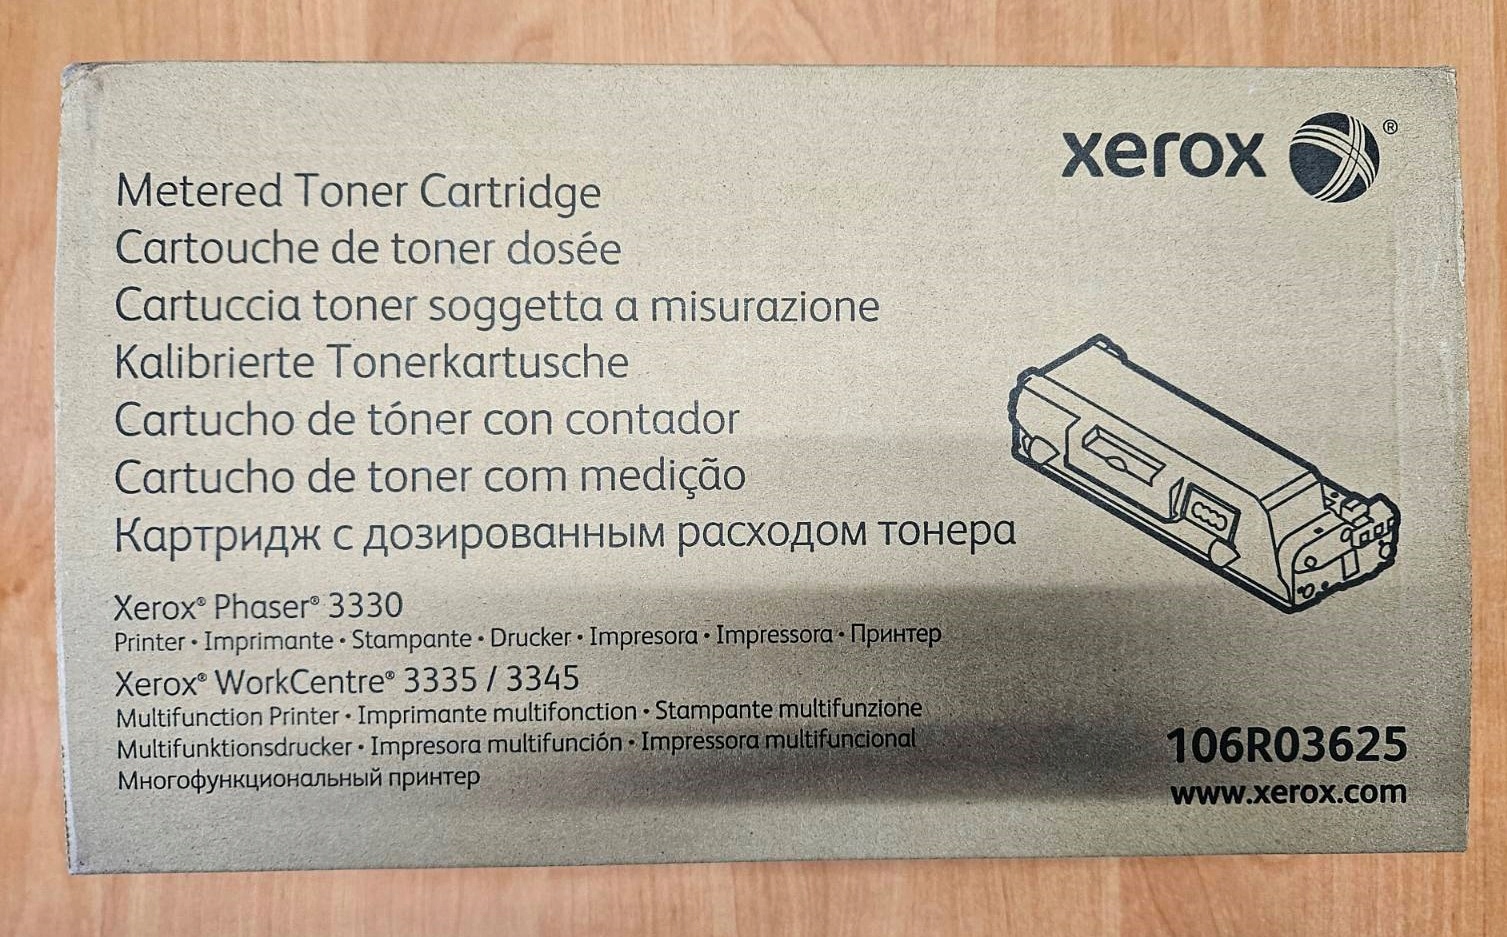 xerox ®
Metered Toner Cartridge
Cartouche de toner dosée
Cartuccia toner soggetta a misurazione
Kalibrierte Tonerkartusche
Cartucho de tóner con contador
Cartucho de toner com medição
Картридж с дозированным расходом тонера
Xerox® Phaser® 3330
Printer • Imprimante • Stampante • Drucker • Impresora • Impressora • Принтер
Xerox® WorkCentre® 3335 / 3345
Multifunction Printer • Imprimante multifonction • Stampante multifunzione
Multifunktionsdrucker • Impresora multifunción • Impressora multifuncional
Многофункциональный принтер
106R03625
www.xerox.com